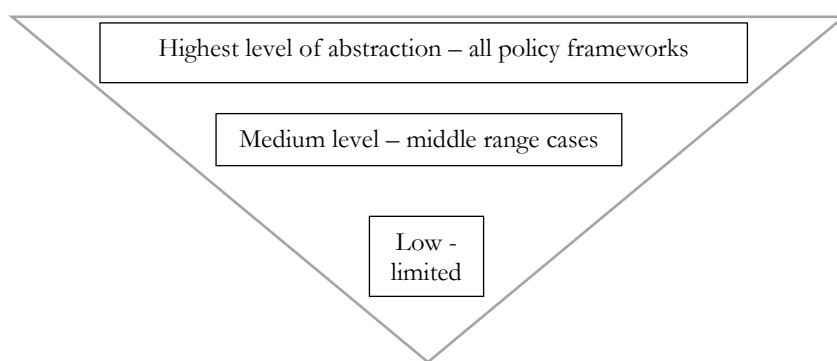 Highest level of abstraction – all policy frameworks
Medium level – middle range cases
Low -
limited